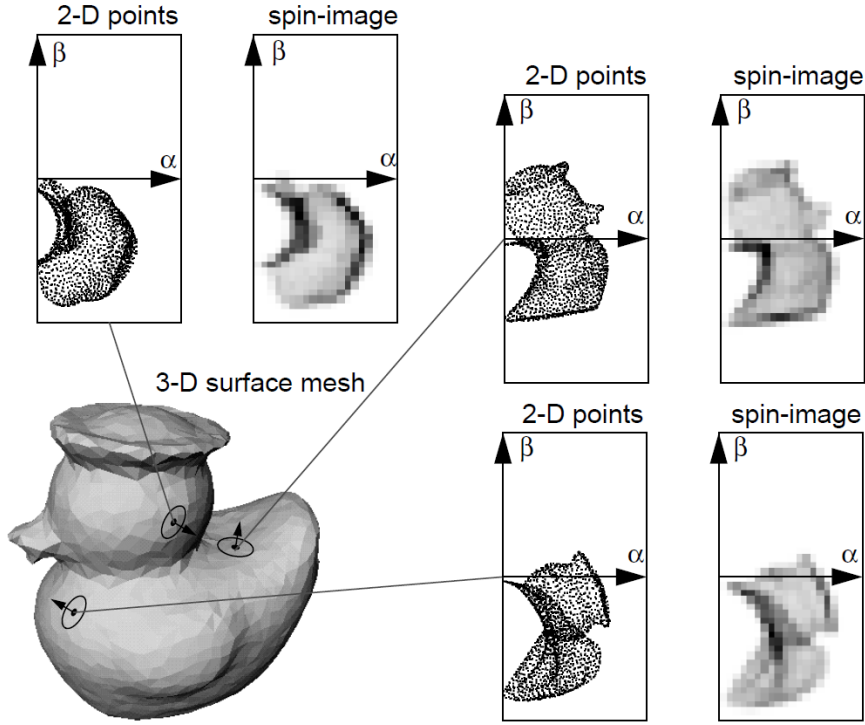 2-D points
spin-image
β
β
α
α
2-D points
spin-image
β
β
α
α
3-D surface mesh
2-D points
spin-image
β
β
α
α